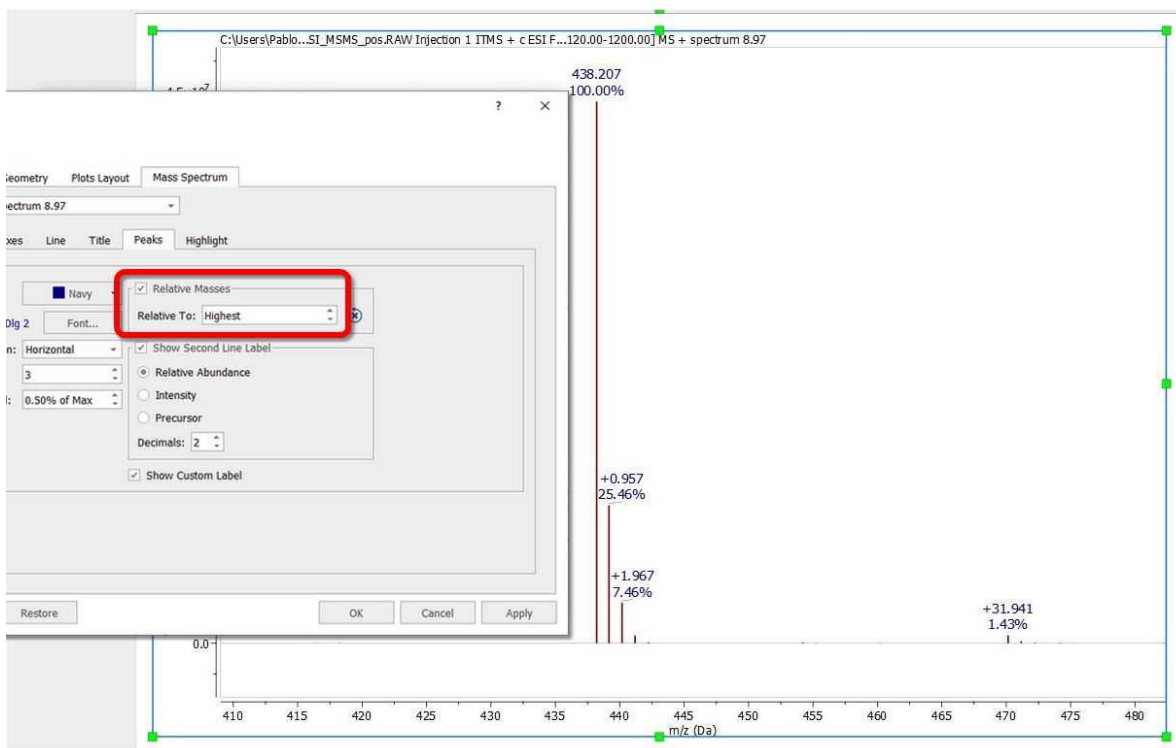 C:\Users\Pablo...SI_MSMS_pos.RAW Injection 1 ITMS + c ESI F...120.00-1200.00] MS + spectrum 8.97
438.207
100.00%
? ×
Geometry Plots Layout Mass Spectrum
pectrum 8.97
xes Line Title Peaks Highlight
Navy
Relative Masses
Relative To: Highest
Dlg 2 Font...
n: Horizontal
Show Second Line Label
3
Relative Abundance
l: 0.50% of Max
Intensity
Precursor
Decimals: 2
Show Custom Label
+0.957
25.46%
+1.967
7.46%
+31.941
1.43%
Restore OK Cancel Apply
0.0
410 415 420 425 430 435 440 445 450 455 460 465 470 475 480
m/z (Da)